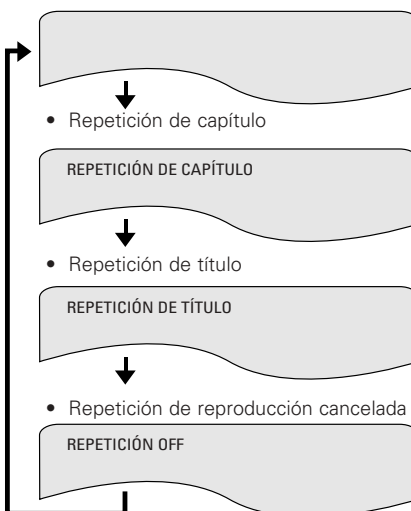 • Repetición de capítulo
REPETICIÓN DE CAPÍTULO
• Repetición de título
REPETICIÓN DE TÍTULO
• Repetición de reproducción cancelada
REPETICIÓN OFF